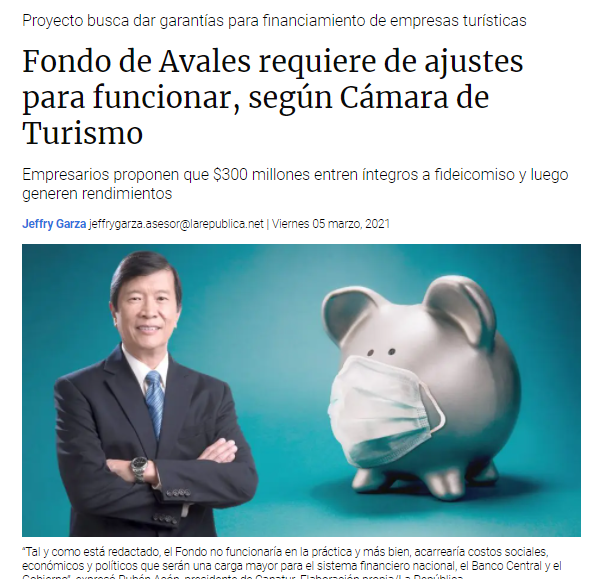 Proyecto busca dar garantías para financiamiento de empresas turísticas
Fondo de Avales requiere de ajustes
para funcionar, según Cámara de
Turismo
Empresarios proponen que $300 millones entren íntegros a fideicomiso y luego
generen rendimientos
Jeffry Garza jeffrygarza.asesor@larepublica.net | Viernes 05 marzo, 2021
"Tal y como está redactado, el Fondo no funcionaría en la práctica y más bien, acarrearía costos sociales,
económicos y políticos que serán una carga mayor para el sistema financiero nacional, el Banco Central y el
Gobierno", expresó Rubén Acón, presidente de Canatur. Elaboración propia/La República